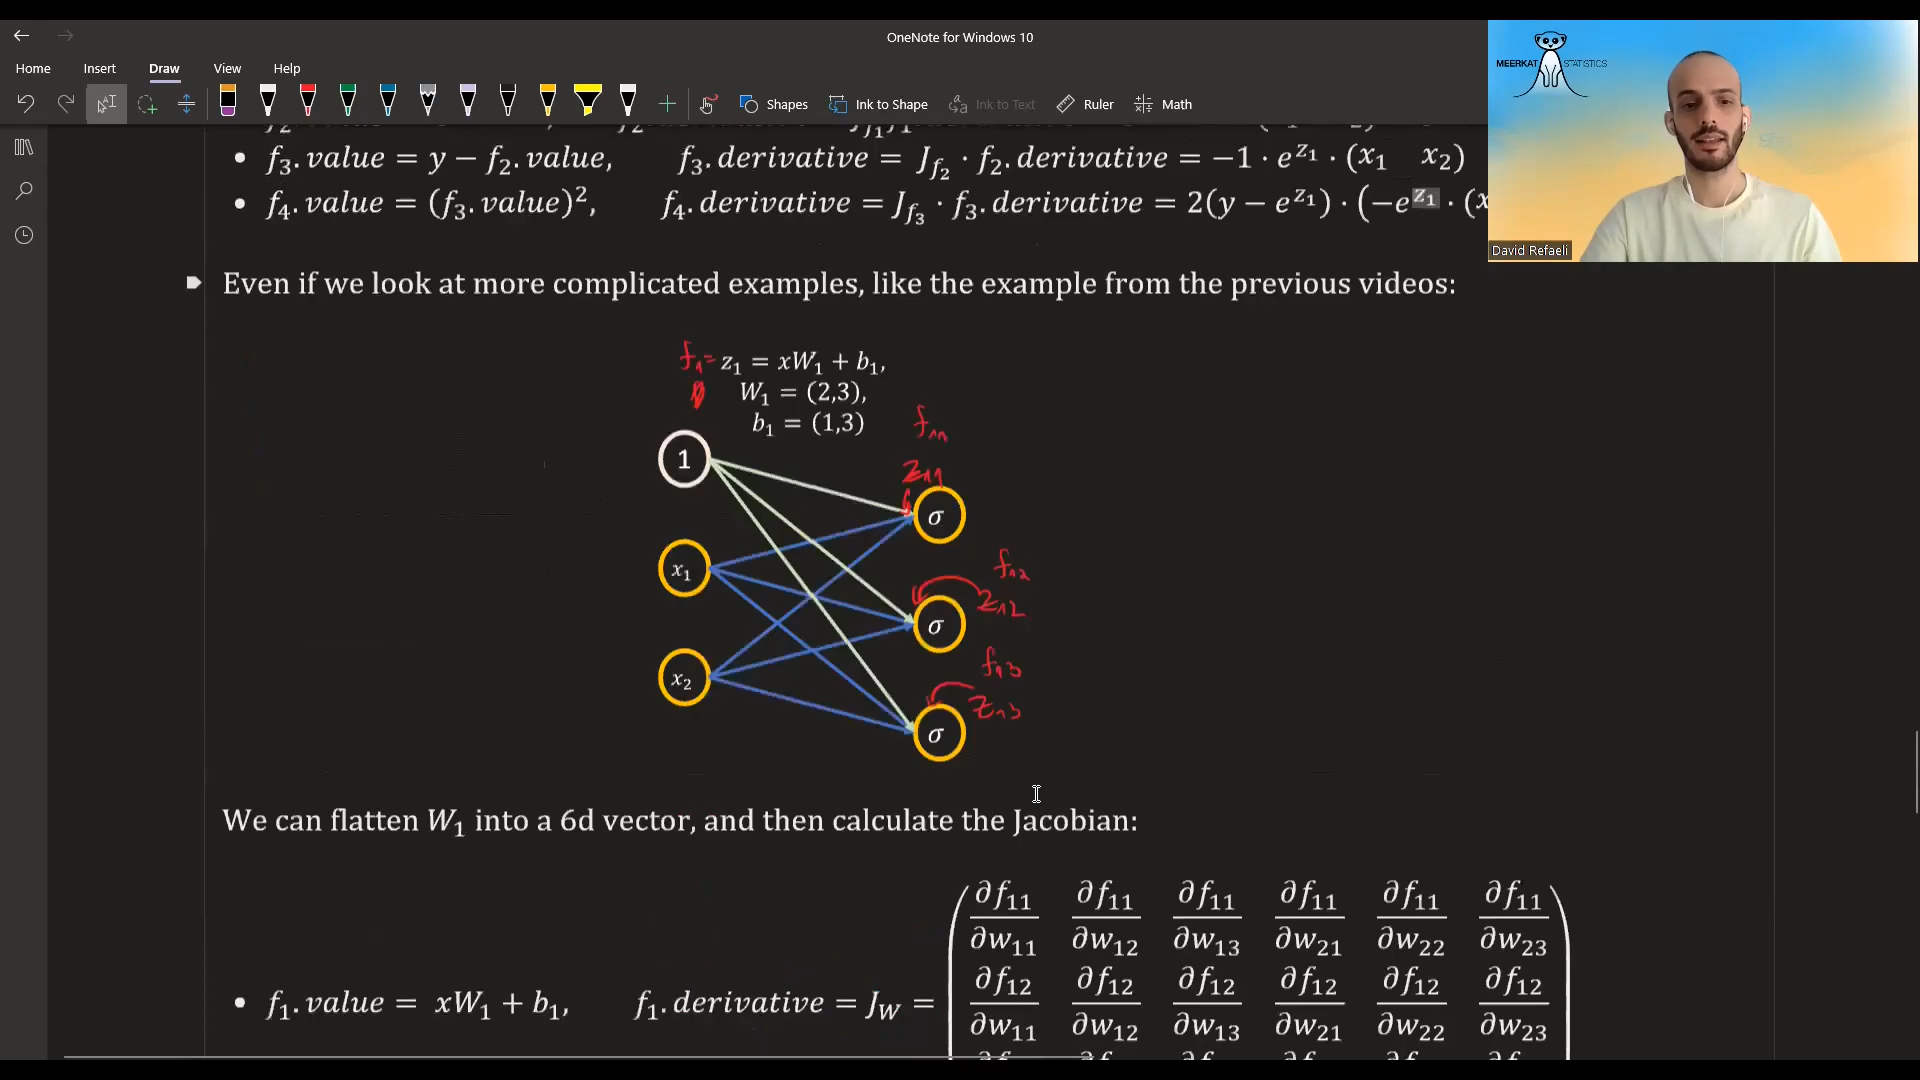 OneNote for Windows 10
MEERKAT STATISTICS
Home Insert Draw View Help
Shapes Ink to Shape Ink to Text Ruler Math
David Refaeli
• f₃.value = y − f₂.value, f₃.derivative = J_f₂ · f₂.derivative = −1 · e^z₁ · (x₁ x₂)
• f₄.value = (f₃.value)², f₄.derivative = J_f₃ · f₃.derivative = 2(y − e^z₁) · (−e^z₁ · (x
Even if we look at more complicated examples, like the example from the previous videos:
f₁= z₁ = xW₁ + b₁,
W₁ = (2,3),
b₁ = (1,3)
f₁₁
1
z₁₁
σ
x₁
f₁₂
z₁₂
σ
x₂
f₁₃
z₁₃
σ
We can flatten W₁ into a 6d vector, and then calculate the Jacobian:
∂f₁₁ ∂f₁₁ ∂f₁₁ ∂f₁₁ ∂f₁₁ ∂f₁₁
∂w₁₁ ∂w₁₂ ∂w₁₃ ∂w₂₁ ∂w₂₂ ∂w₂₃
∂f₁₂ ∂f₁₂ ∂f₁₂ ∂f₁₂ ∂f₁₂ ∂f₁₂
• f₁.value = xW₁ + b₁, f₁.derivative = J_W =
∂w₁₁ ∂w₁₂ ∂w₁₃ ∂w₂₁ ∂w₂₂ ∂w₂₃